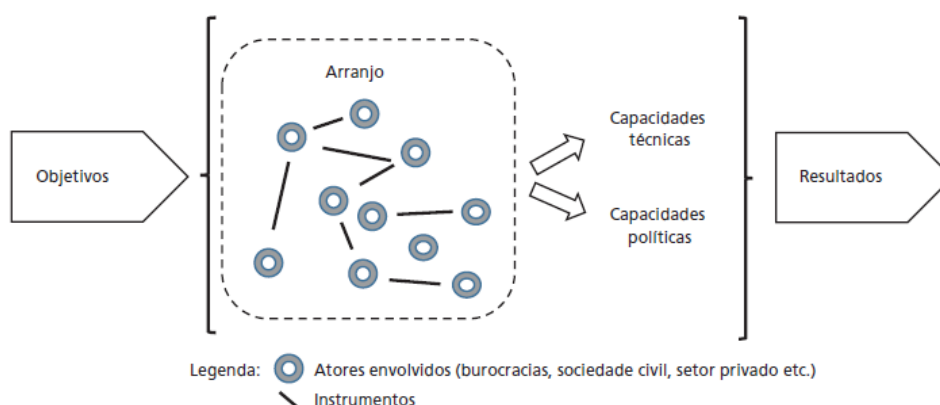 Arranjo
Objetivos
Capacidades
técnicas
Capacidades
políticas
Resultados
Legenda:
Atores envolvidos (burocracias, sociedade civil, setor privado etc.)
Instrumentos